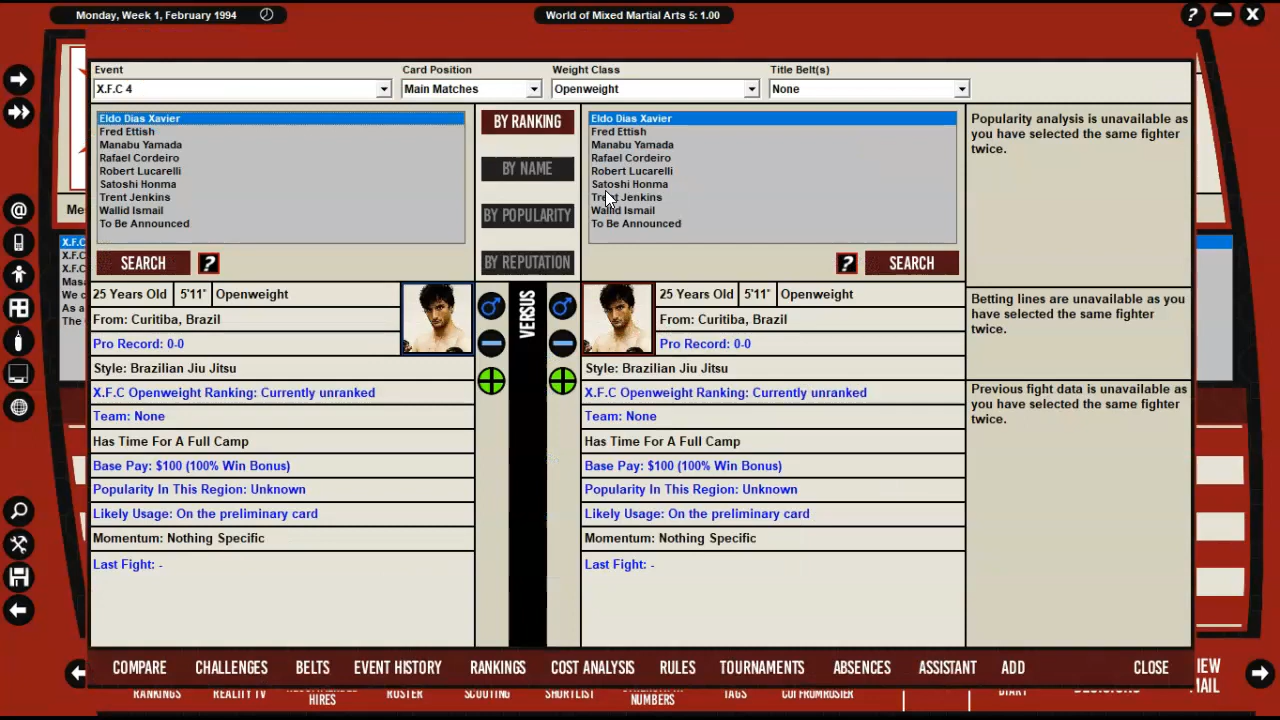 Monday, Week 1, February 1994
World of Mixed Martial Arts 5: 1.00
?
Event
Card Position
Weight Class
Title Belt(s)
X.F.C 4
Main Matches
Openweight
None
Eldo Dias Xavier
Fred Ettish
Manabu Yamada
Rafael Cordeiro
Robert Lucarelli
Satoshi Honma
Trent Jenkins
Wallid Ismail
To Be Announced
BY RANKING
BY NAME
BY POPULARITY
BY REPUTATION
Eldo Dias Xavier
Fred Ettish
Manabu Yamada
Rafael Cordeiro
Robert Lucarelli
Satoshi Honma
Trent Jenkins
Wallid Ismail
To Be Announced
Popularity analysis is unavailable as
you have selected the same fighter
twice.
SEARCH
?
?
SEARCH
25 Years Old
5'11"
Openweight
From: Curitiba, Brazil
Pro Record: 0-0
Style: Brazilian Jiu Jitsu
X.F.C Openweight Ranking: Currently unranked
Team: None
Has Time For A Full Camp
Base Pay: $100 (100% Win Bonus)
Popularity In This Region: Unknown
Likely Usage: On the preliminary card
Momentum: Nothing Specific
Last Fight: -
VERSUS
25 Years Old
5'11"
Openweight
From: Curitiba, Brazil
Pro Record: 0-0
Style: Brazilian Jiu Jitsu
X.F.C Openweight Ranking: Currently unranked
Team: None
Has Time For A Full Camp
Base Pay: $100 (100% Win Bonus)
Popularity In This Region: Unknown
Likely Usage: On the preliminary card
Momentum: Nothing Specific
Last Fight: -
Betting lines are unavailable as you
have selected the same fighter
twice.
Previous fight data is unavailable as
you have selected the same fighter
twice.
Me
X.F.C
X.F.
X.F.
Mas
We c
As a
The
COMPARE
CHALLENGES
BELTS
EVENT HISTORY
RANKINGS
COST ANALYSIS
RULES
TOURNAMENTS
ABSENCES
ASSISTANT
ADD
CLOSE
IEW
MAIL
RANKINGS
REALITY TV
HIRES
ROSTER
SCOUTING
SHORTLIST
NUMBERS
TAGS
DIARY